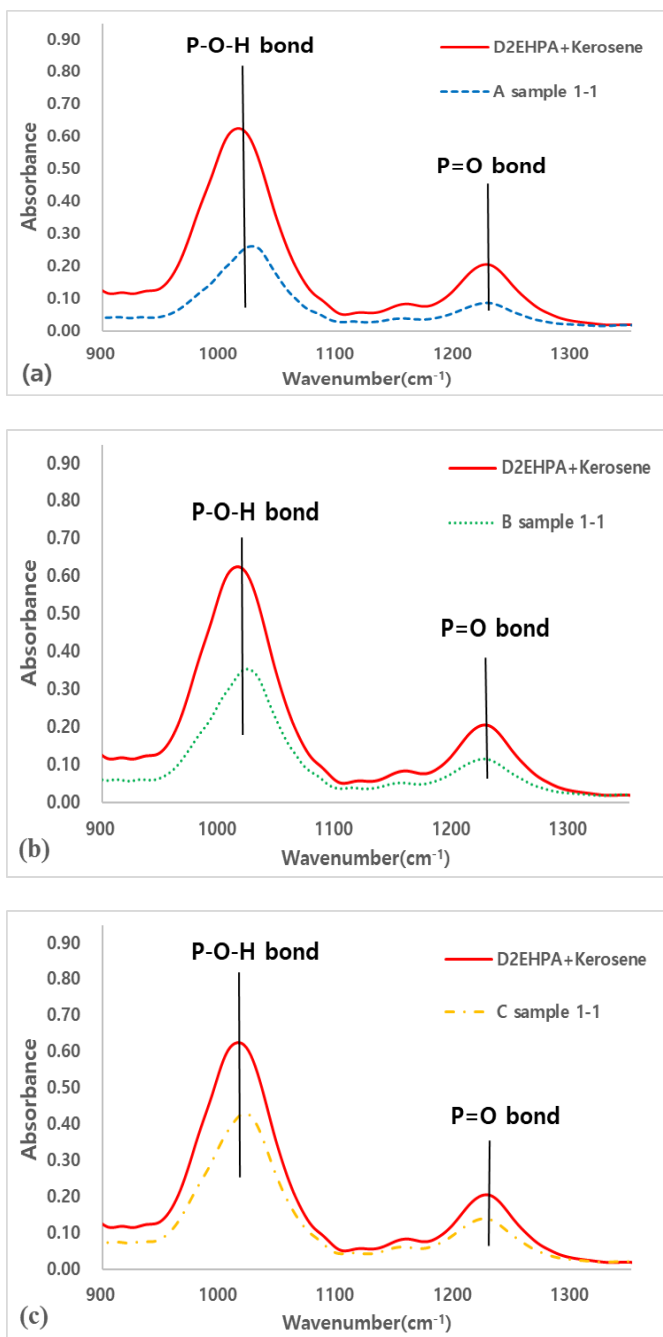 0.90
P-O-H bond
D2EHPA+Kerosene
0.80
A sample 1-1
0.70
0.60
P=O bond
0.50
0.40
0.30
0.20
0.10
0.00
Absorbance
900 1000 1100 1200 1300
(a)
Wavenumber(cm⁻¹)
0.90
D2EHPA+Kerosene
0.80
P-O-H bond
B sample 1-1
0.70
0.60
0.50
P=O bond
0.40
0.30
0.20
0.10
0.00
Absorbance
900 1000 1100 1200 1300
(b)
Wavenumber(cm⁻¹)
0.90
P-O-H bond
D2EHPA+Kerosene
0.80
0.70
C sample 1-1
0.60
0.50
P=O bond
0.40
0.30
0.20
0.10
0.00
Absorbance
900 1000 1100 1200 1300
(c)
Wavenumber(cm⁻¹)